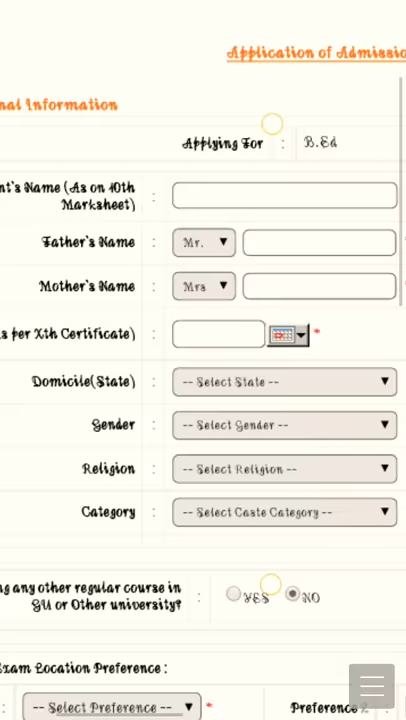 Application of Admissio
nal Information
Applying For : B.Ed
nt's Name (As on 10th
Marksheet) :
Father's Name : Mr.
Mother's Name : Mrs
s per Xth Certificate) : *
Domicile(State) : -- Select State --
Gender : -- Select Gender --
Religion : -- Select Religion --
Category : -- Select Caste Category --
ng any other regular course in
GU or Other university? : YES NO
Exam Location Preference :
: -- Select Preference -- * Preference 2 :